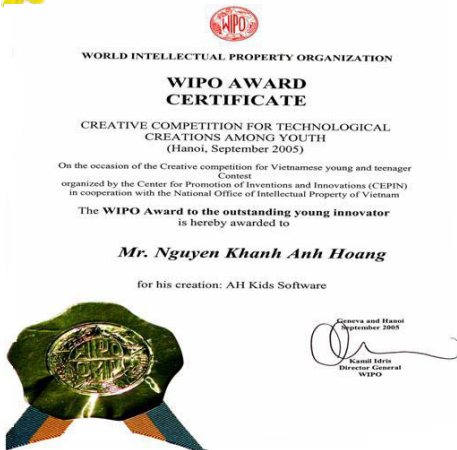 WIPO
WORLD INTELLECTUAL PROPERTY ORGANIZATION
WIPO AWARD
CERTIFICATE
CREATIVE COMPETITION FOR TECHNOLOGICAL
CREATIONS AMONG YOUTH
(Hanoi, September 2005)
On the occasion of the Creative competition for Vietnamese young and teenager
Contest
organized by the Center for Promotion of Inventions and Innovations (CEPIN)
in cooperation with the National Office of Intellectual Property of Vietnam
The WIPO Award to the outstanding young innovator
is hereby awarded to
Mr. Nguyen Khanh Anh Hoang
for his creation: AH Kids Software
Geneva and Hanoi
September 2005
Kamil Idris
Director General
WIPO
WIPO